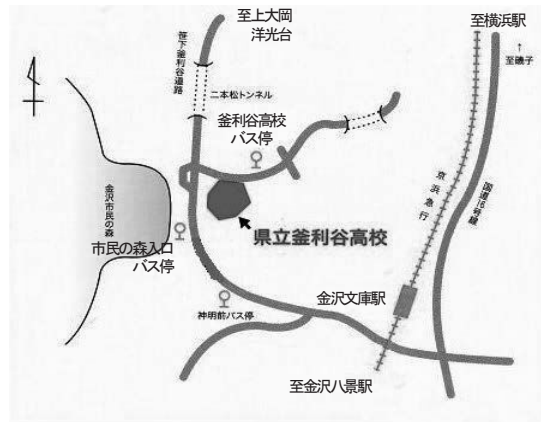 至上大岡
洋光台
至横浜駅
↑
至磯子
笹下釜利谷道路
二本松トンネル
釜利谷高校
バス停
京浜急行
国道16号線
金沢市民の森
県立釜利谷高校
市民の森入口
バス停
金沢文庫駅
神明前バス停
至金沢八景駅